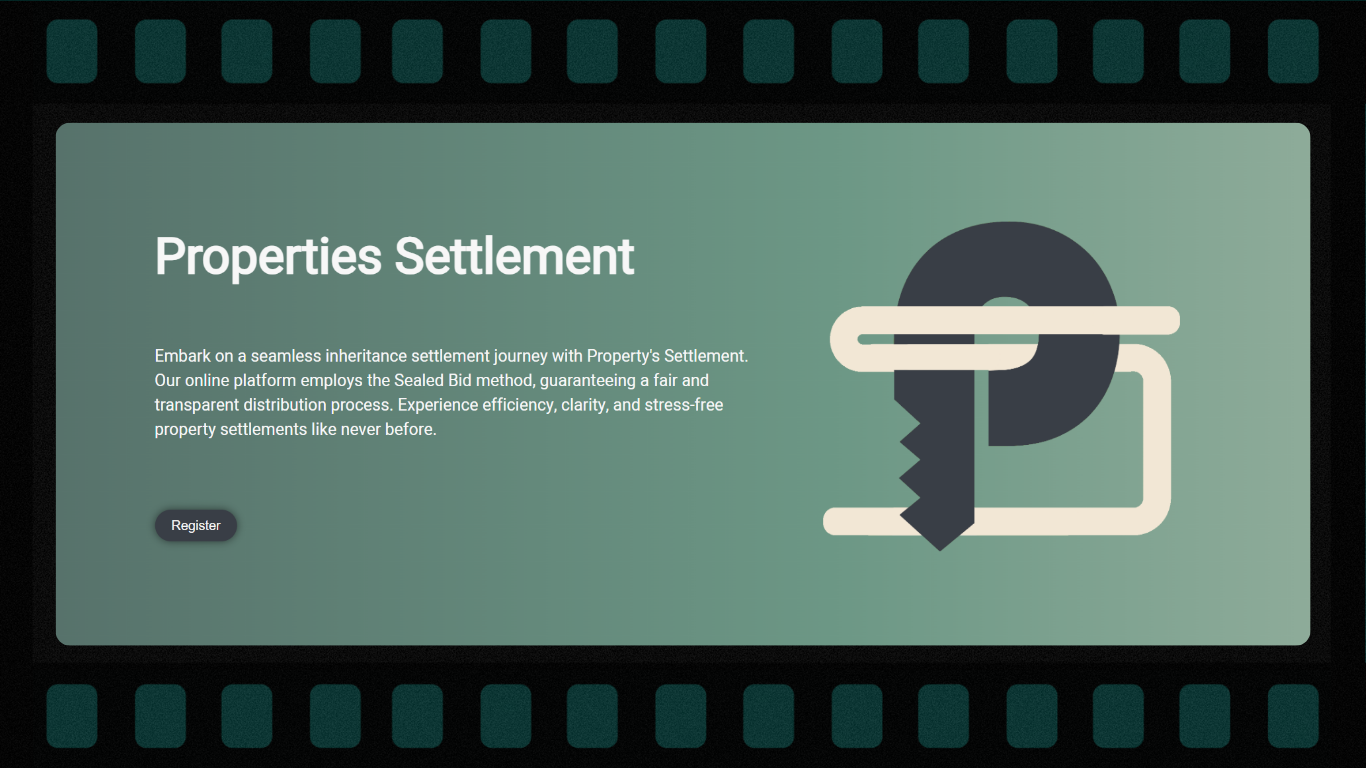 Properties Settlement
Embark on a seamless inheritance settlement journey with Property's Settlement.
Our online platform employs the Sealed Bid method, guaranteeing a fair and
transparent distribution process. Experience efficiency, clarity, and stress-free
property settlements like never before.
Register